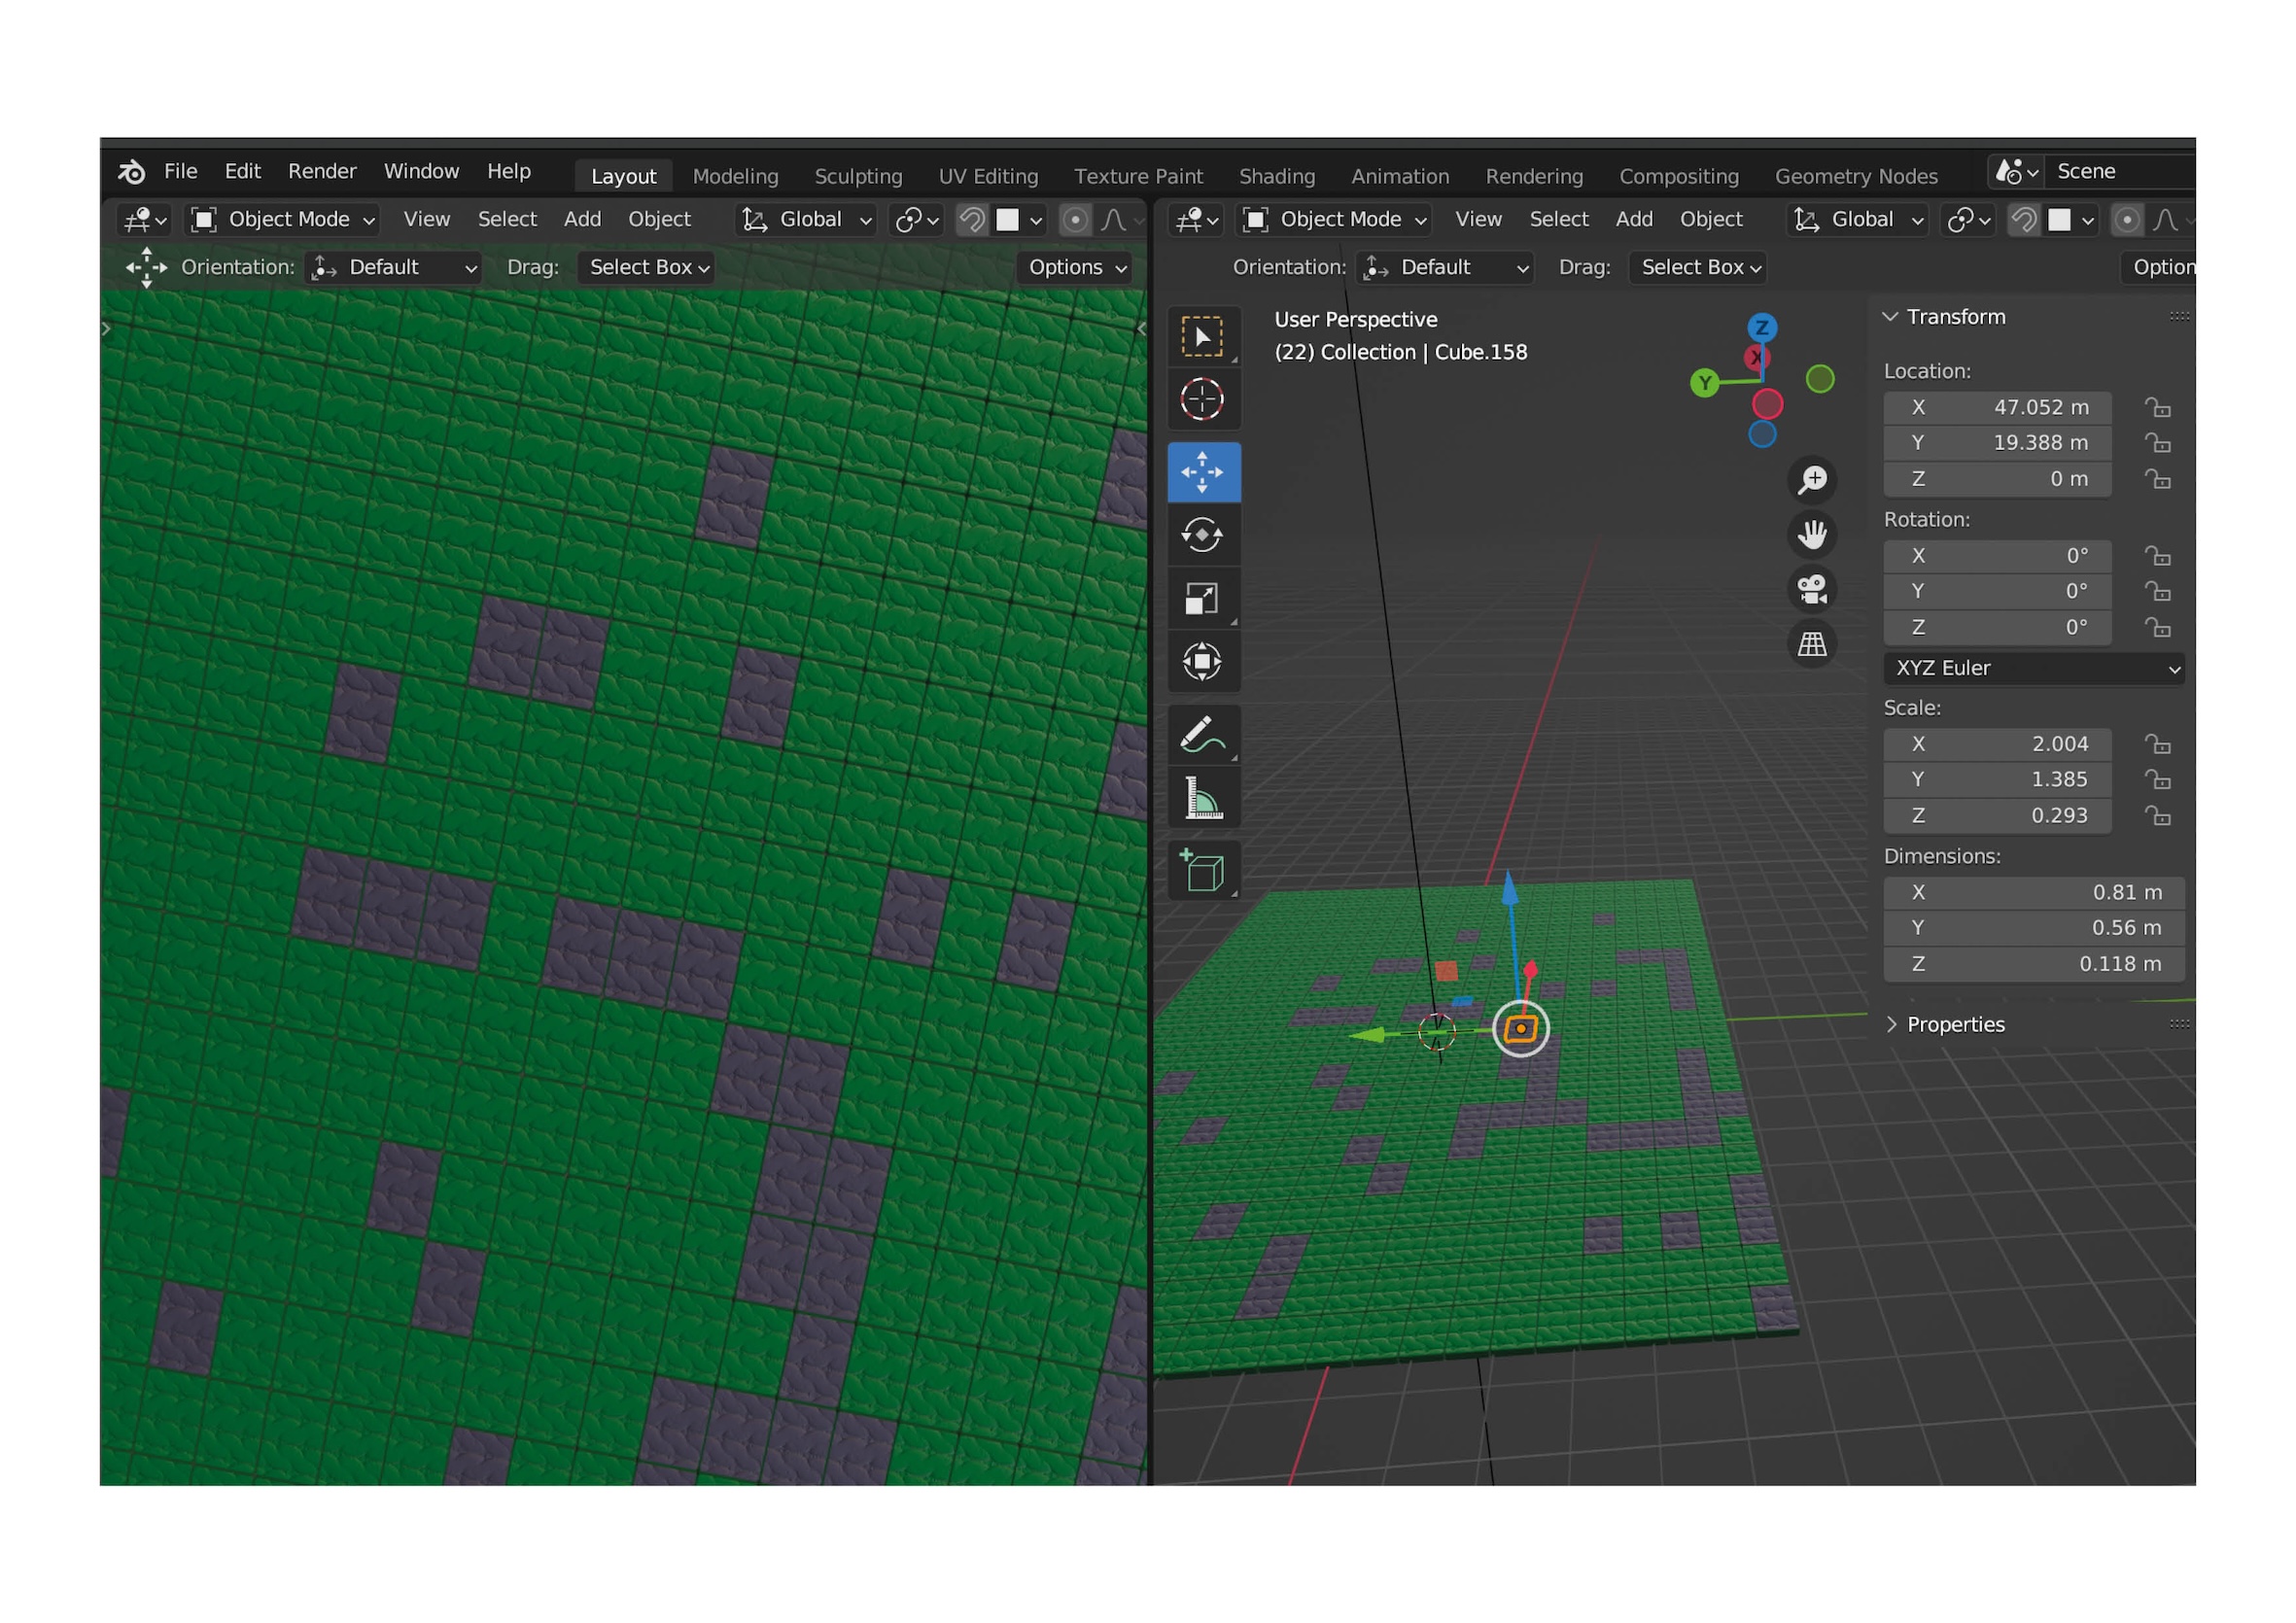 File Edit Render Window Help Layout Modeling Sculpting UV Editing Texture Paint Shading Animation Rendering Compositing Geometry Nodes Scene
Object Mode View Select Add Object Global
Object Mode View Select Add Object Global
Orientation: Default Drag: Select Box Options
Orientation: Default Drag: Select Box Option
User Perspective
(22) Collection | Cube.158
Z
X
Y
Transform
Location:
X 47.052 m
Y 19.388 m
Z 0 m
Rotation:
X 0°
Y 0°
Z 0°
XYZ Euler
Scale:
X 2.004
Y 1.385
Z 0.293
Dimensions:
X 0.81 m
Y 0.56 m
Z 0.118 m
Properties